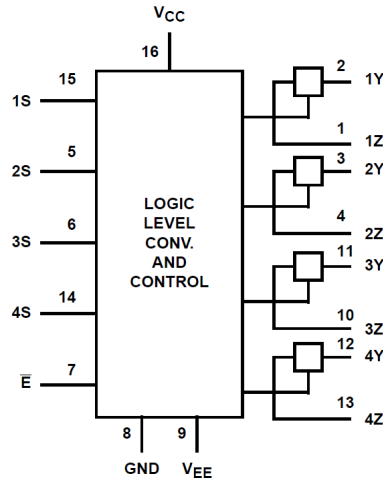 VCC
16
15
1S
5
2S
6
3S
14
4S
7
E̅
LOGIC
LEVEL
CONV.
AND
CONTROL
2
1Y
1
1Z
3
2Y
4
2Z
11
3Y
10
3Z
12
4Y
13
4Z
8
9
GND
VEE